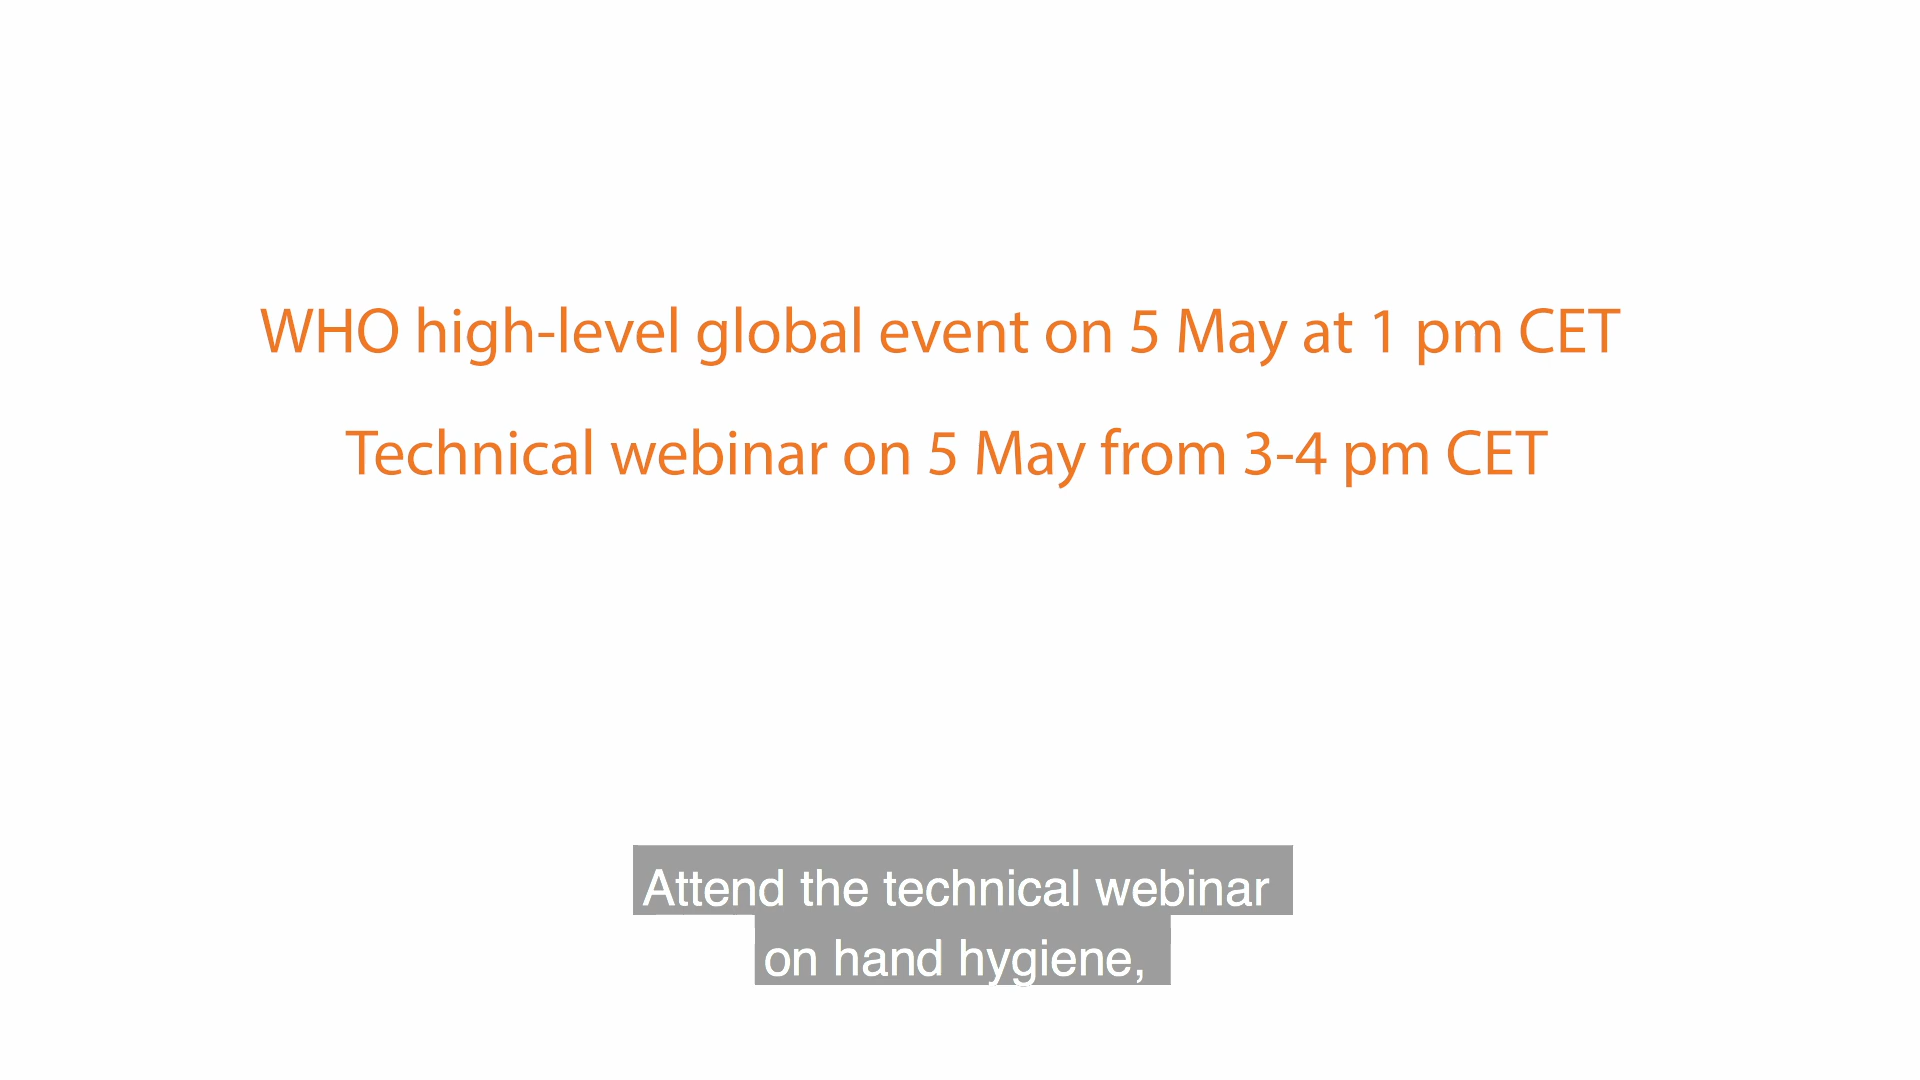 WHO high-level global event on 5 May at 1 pm CET
Technical webinar on 5 May from 3-4 pm CET
Attend the technical webinar
on hand hygiene,